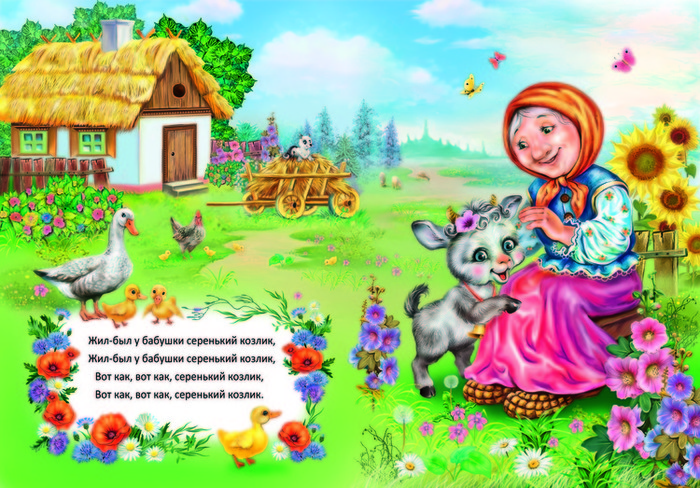 Жил-был у бабушки серенький козлик,
Жил-был у бабушки серенький козлик,
Вот как, вот как, серенький козлик,
Вот как, вот как, серенький козлик.